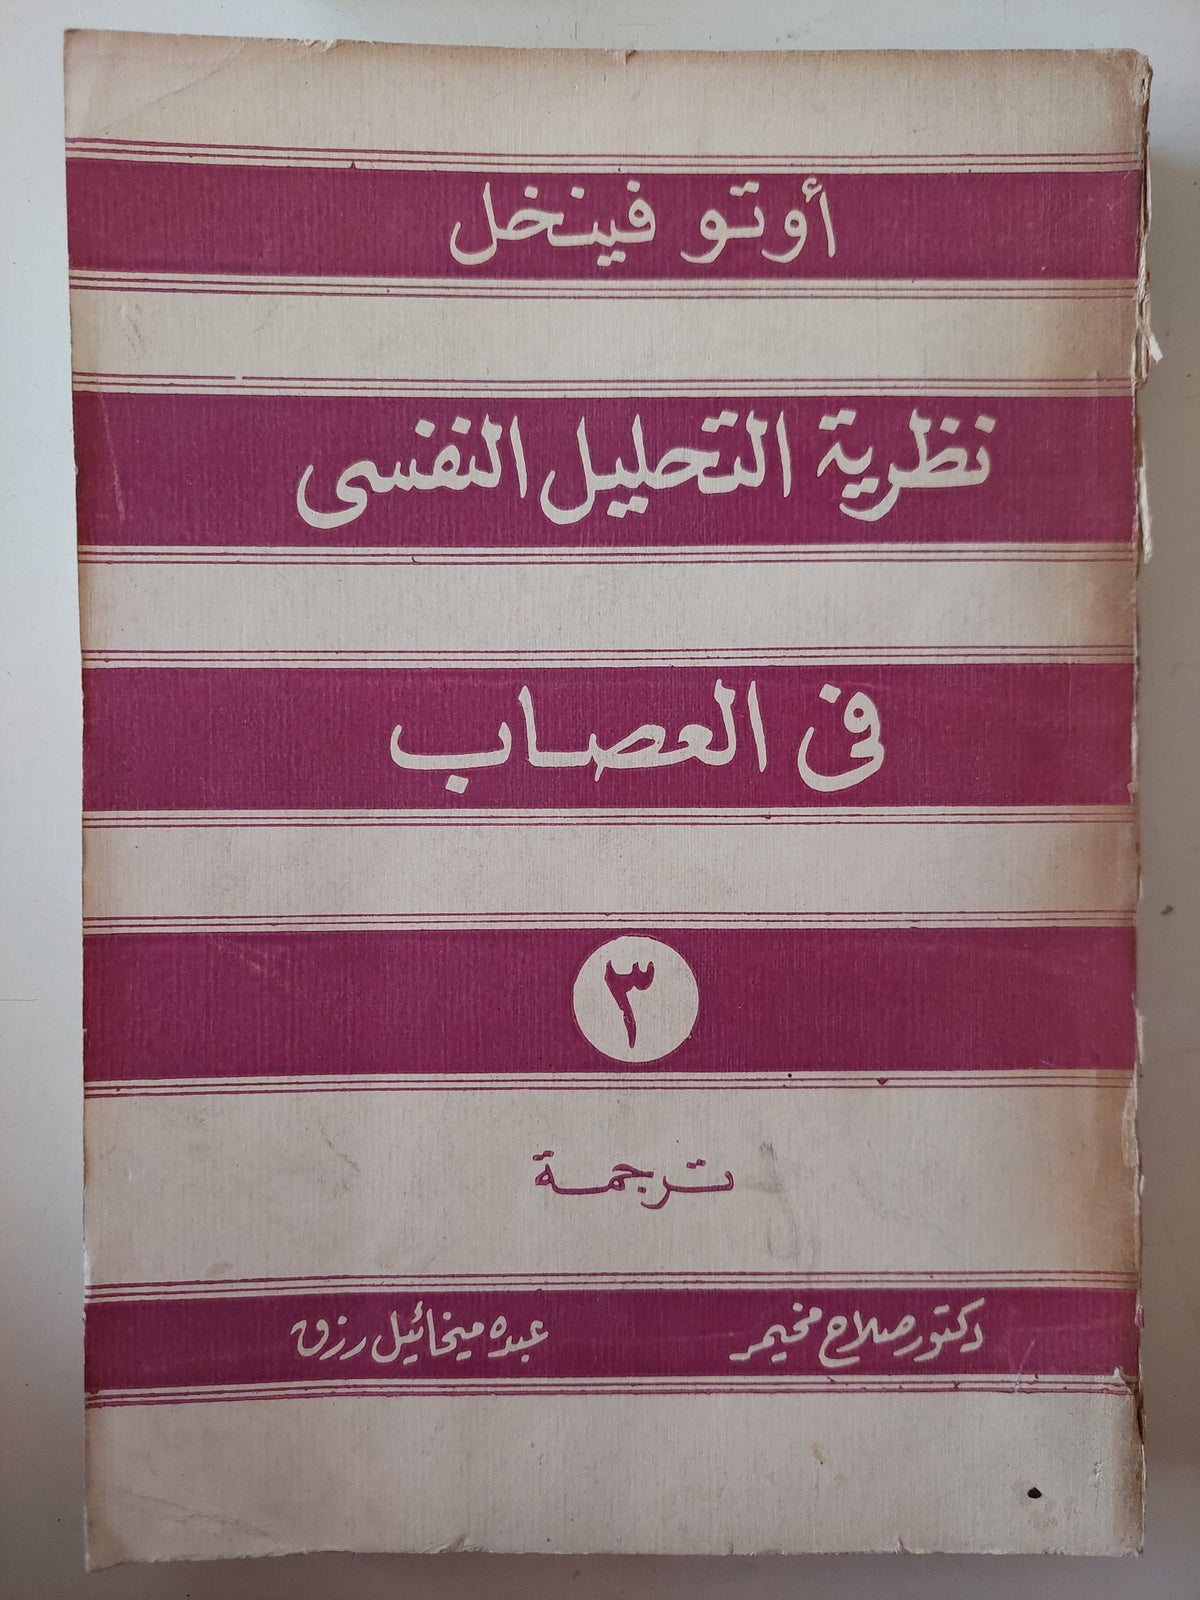 أوتو فينخل
نظرية التحليل النفسى
فى العصاب
٣
ترجمة
دكتور صلاح مخيمر
عبده ميخائيل رزق